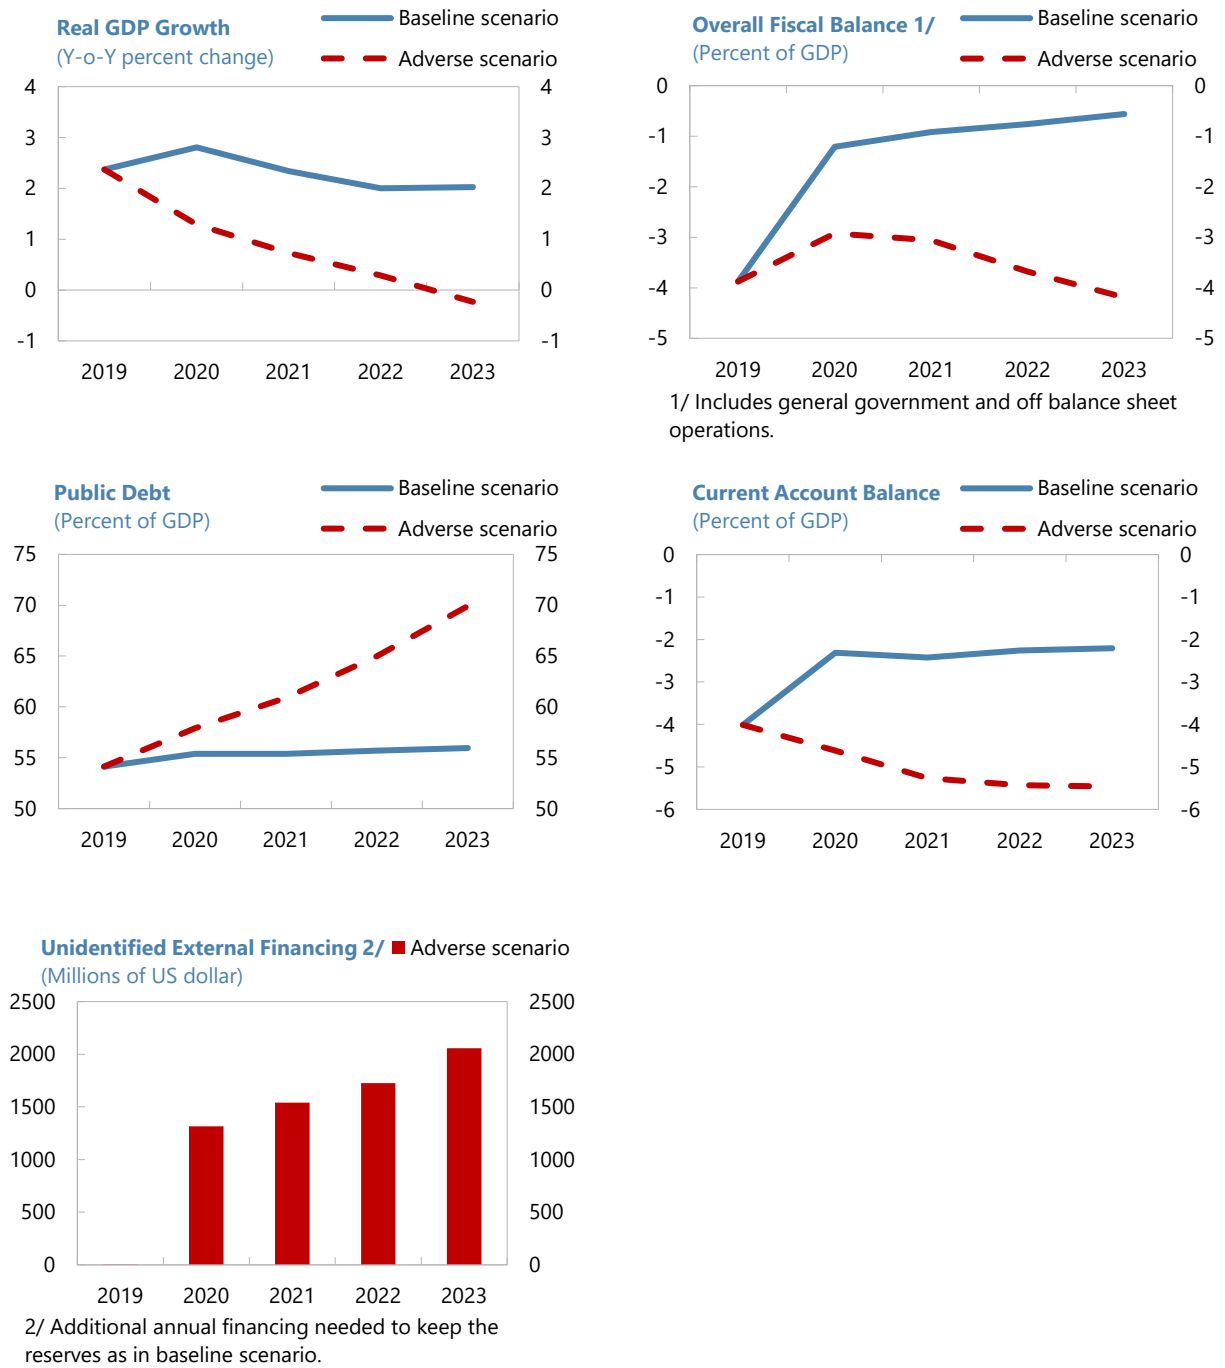 Real GDP Growth
(Y-o-Y percent change)
Baseline scenario
Adverse scenario
4 4
3 3
2 2
1 1
0 0
-1 -1
2019 2020 2021 2022 2023
Overall Fiscal Balance 1/
(Percent of GDP)
Baseline scenario
Adverse scenario
0 0
-1 -1
-2 -2
-3 -3
-4 -4
-5 -5
2019 2020 2021 2022 2023
1/ Includes general government and off balance sheet
operations.
Public Debt
(Percent of GDP)
Baseline scenario
Adverse scenario
75 75
70 70
65 65
60 60
55 55
50 50
2019 2020 2021 2022 2023
Current Account Balance
(Percent of GDP)
Baseline scenario
Adverse scenario
0 0
-1 -1
-2 -2
-3 -3
-4 -4
-5 -5
-6 -6
2019 2020 2021 2022 2023
Unidentified External Financing 2/
(Millions of US dollar)
Adverse scenario
2500 2500
2000 2000
1500 1500
1000 1000
500 500
0 0
2019 2020 2021 2022 2023
2/ Additional annual financing needed to keep the
reserves as in baseline scenario.